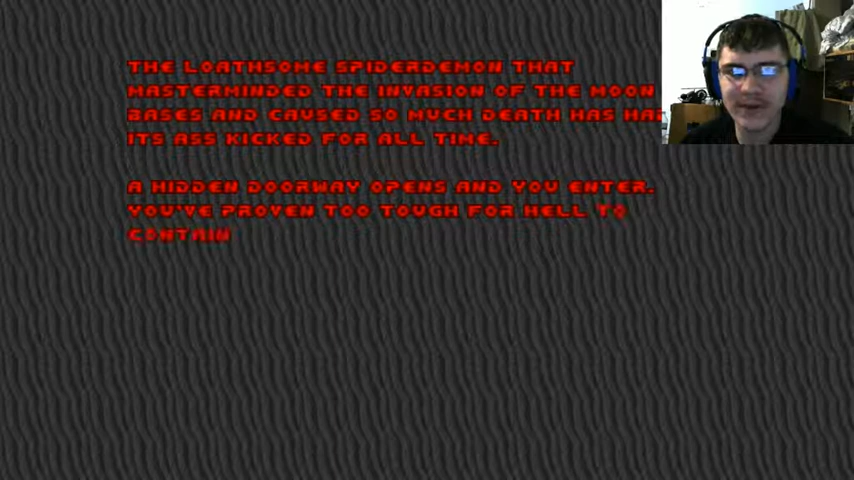 THE LOATHSOME SPIDERDEMON THAT
MASTERMINDED THE INVASION OF THE MOON
BASES AND CAUSED SO MUCH DEATH HAS HA
ITS ASS KICKED FOR ALL TIME.
A HIDDEN DOORWAY OPENS AND YOU ENTER.
YOU'VE PROVEN TOO TOUGH FOR HELL TO
CONTAIN